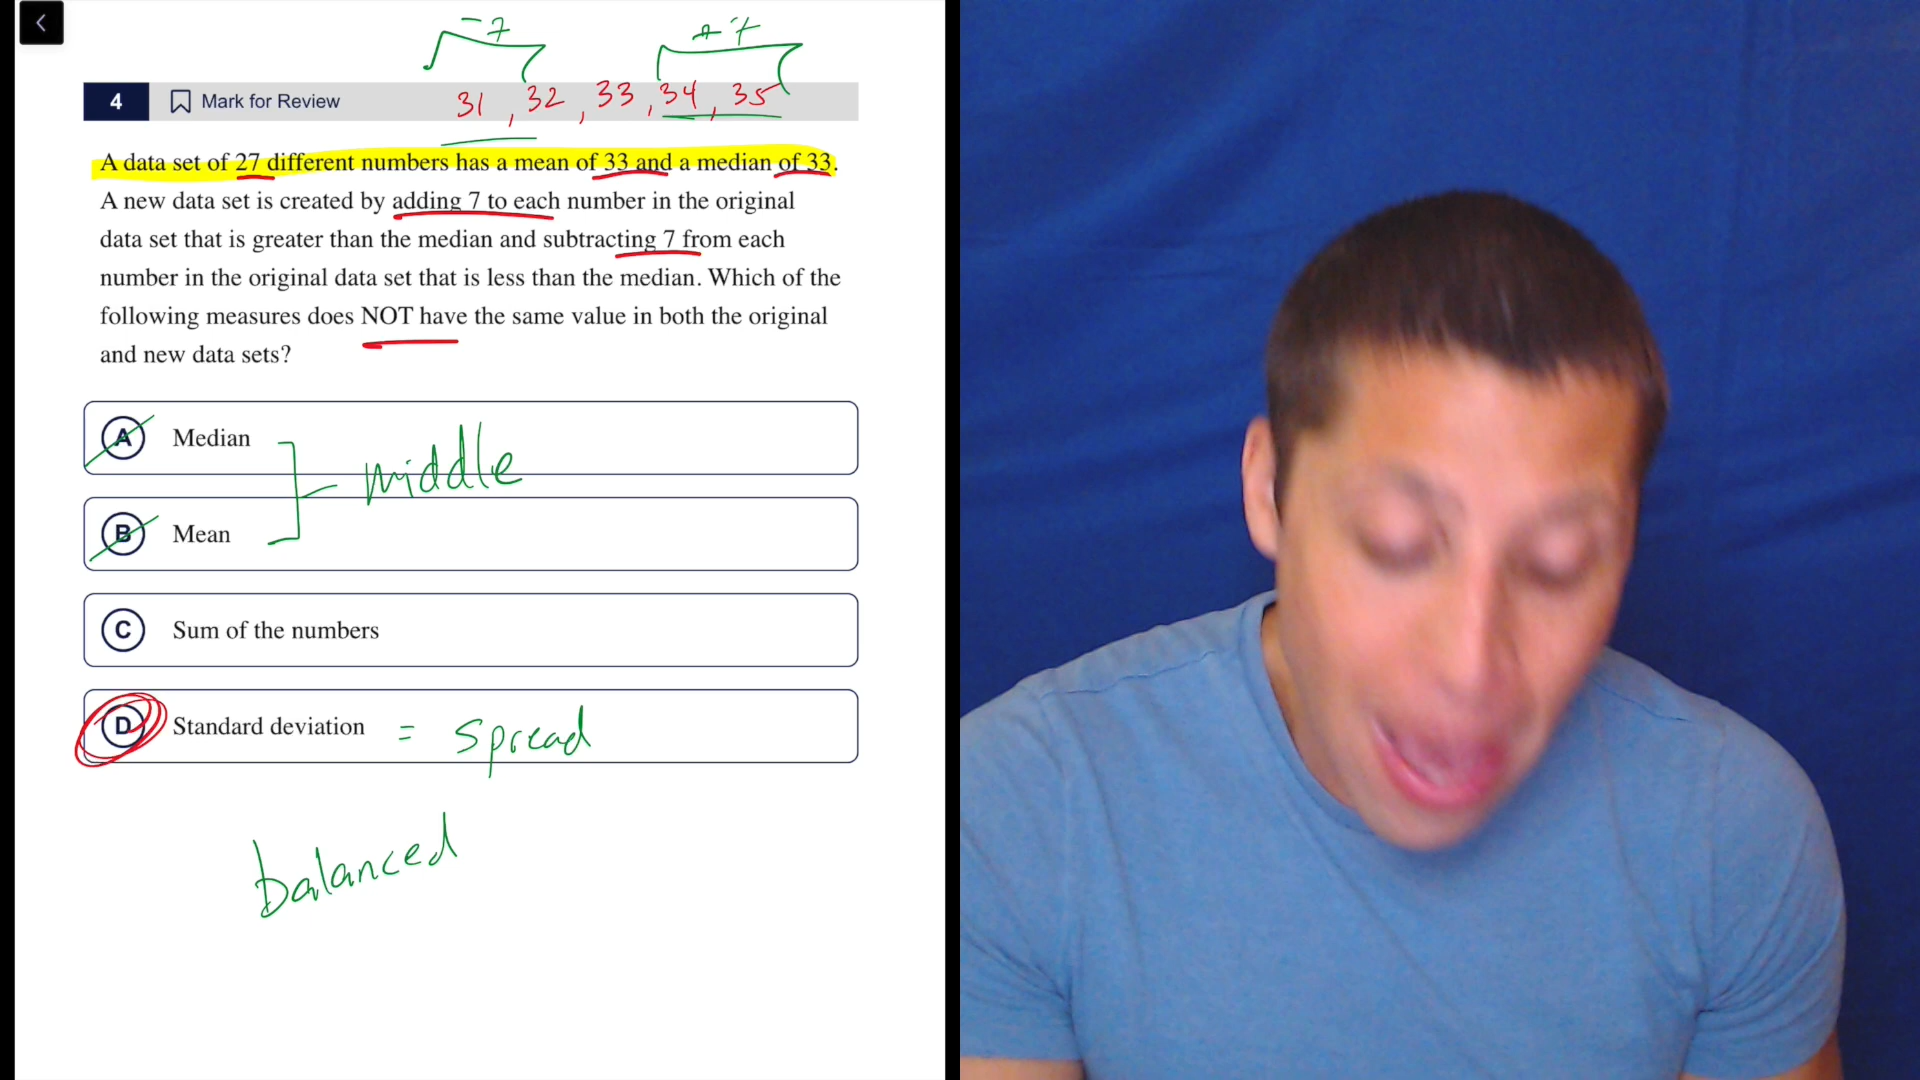 -7
+7
4 Mark for Review 31, 32, 33, 34, 35
A data set of 27 different numbers has a mean of 33 and a median of 33.
A new data set is created by adding 7 to each number in the original
data set that is greater than the median and subtracting 7 from each
number in the original data set that is less than the median. Which of the
following measures does NOT have the same value in both the original
and new data sets?
A Median
middle
B Mean
C Sum of the numbers
D Standard deviation = spread
balanced